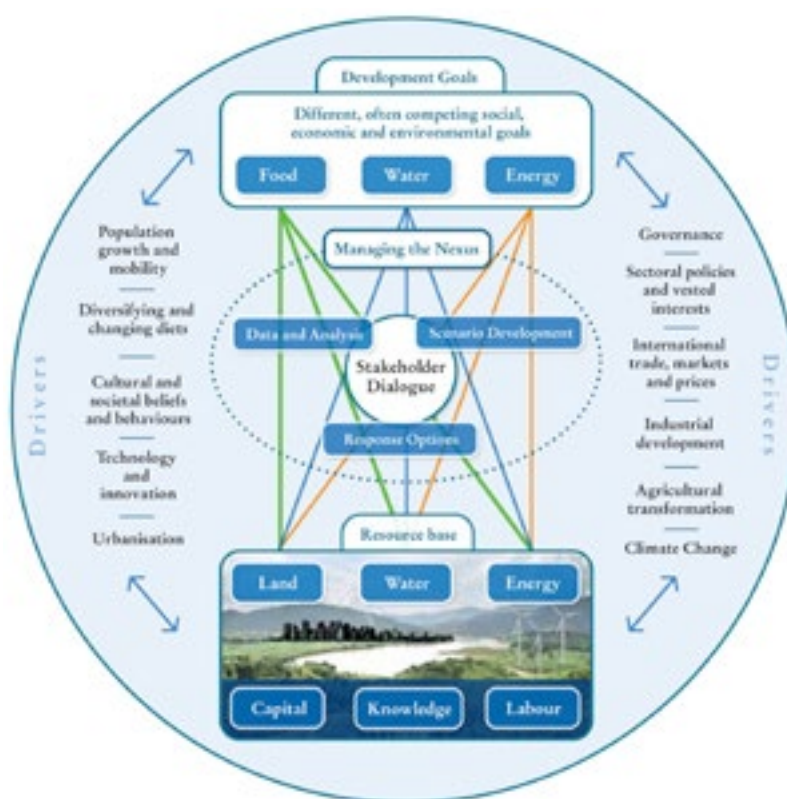 Development Goals
Different, often competing social,
economic and environmental goals
Food
Water
Energy
Managing the Nexus
Data and Analysis
Scenario Development
Stakeholder
Dialogue
Response Options
Drivers
Population
growth and
mobility
Diversifying and
changing diets
Cultural and
societal beliefs
and behaviours
Technology
and
innovation
Urbanisation
Governance
Sectoral policies
and vested
interests
International
trade, markets
and prices
Industrial
development
Agricultural
transformation
Climate Change
Drivers
Resource base
Land
Water
Energy
Capital
Knowledge
Labour